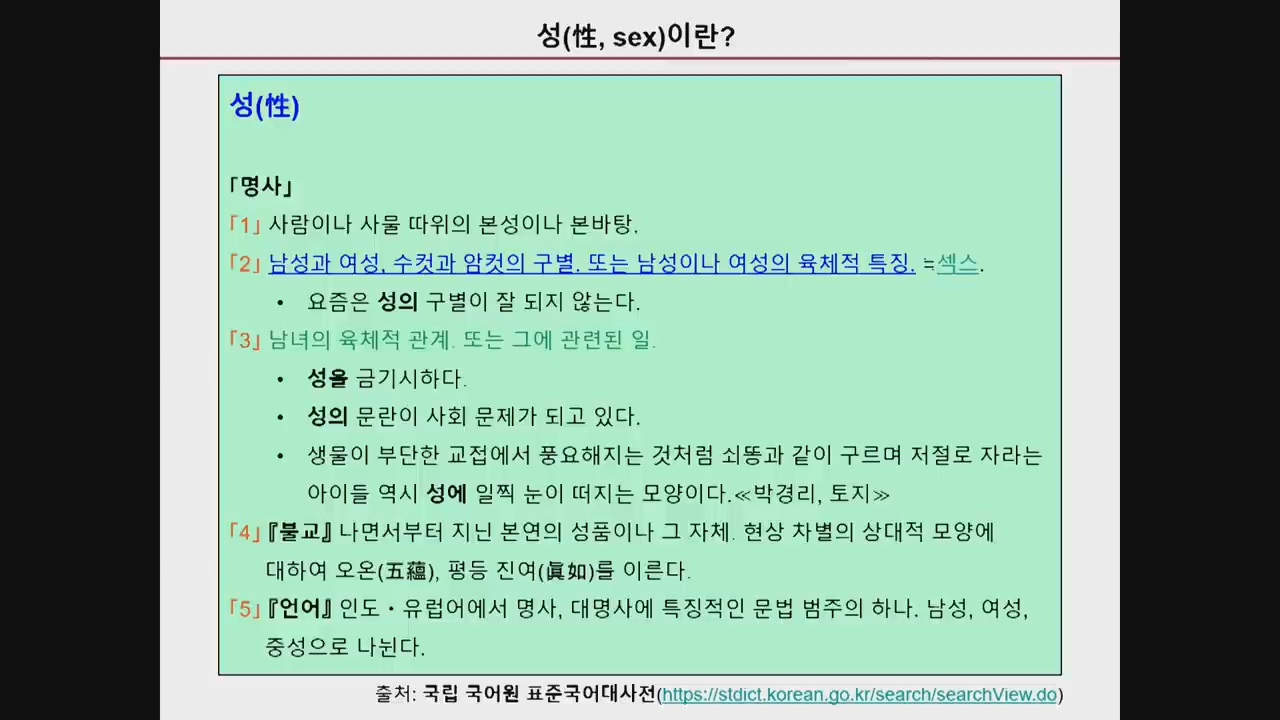 성(性, sex)이란?
성(性)
「명사」
「1」 사람이나 사물 따위의 본성이나 본바탕.
「2」 남성과 여성, 수컷과 암컷의 구별. 또는 남성이나 여성의 육체적 특징. ≒섹스.
• 요즘은 성의 구별이 잘 되지 않는다.
「3」 남녀의 육체적 관계. 또는 그에 관련된 일.
• 성을 금기시하다.
• 성의 문란이 사회 문제가 되고 있다.
• 생물이 부단한 교접에서 풍요해지는 것처럼 쇠똥과 같이 구르며 저절로 자라는
아이들 역시 성에 일찍 눈이 떠지는 모양이다.≪박경리, 토지≫
「4」 『불교』 나면서부터 지닌 본연의 성품이나 그 자체. 현상 차별의 상대적 모양에
대하여 오온(五蘊), 평등 진여(眞如)를 이른다.
「5」 『언어』 인도・유럽어에서 명사, 대명사에 특징적인 문법 범주의 하나. 남성, 여성,
중성으로 나뉜다.
출처: 국립 국어원 표준국어대사전(https://stdict.korean.go.kr/search/searchView.do)